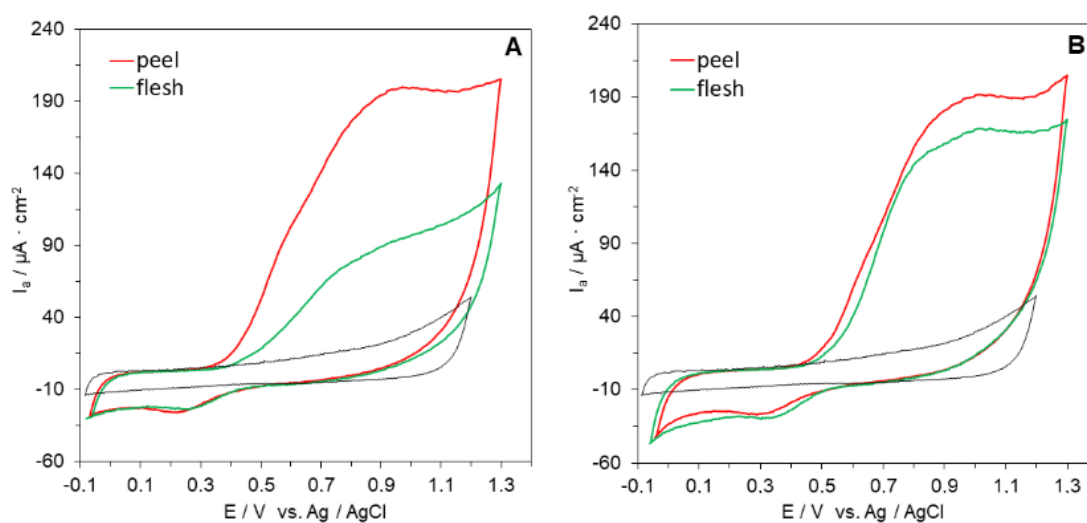 A
peel
flesh
240
190
140
90
40
-10
-60
Iₐ / µA · cm⁻²
-0.1 0.1 0.3 0.5 0.7 0.9 1.1 1.3
E / V vs. Ag / AgCl
B
peel
flesh
240
190
140
90
40
-10
-60
Iₐ / µA · cm⁻²
-0.1 0.1 0.3 0.5 0.7 0.9 1.1 1.3
E / V vs. Ag / AgCl